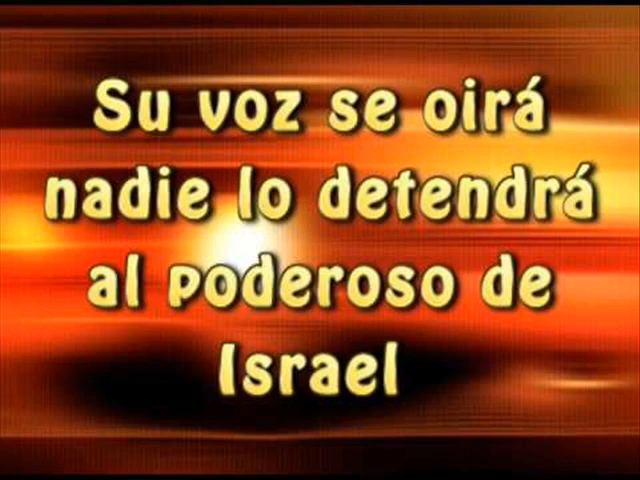 Su voz se oirá
nadie lo detendrá
al poderoso de
Israel